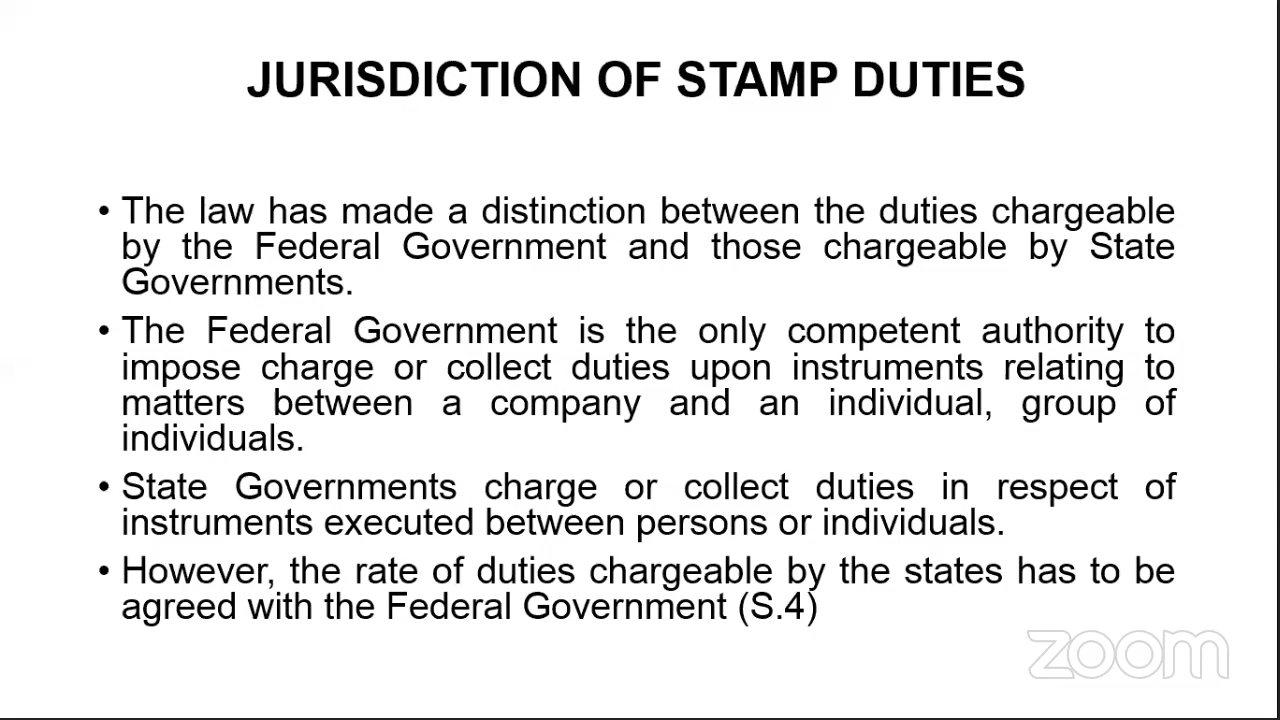 JURISDICTION OF STAMP DUTIES
• The law has made a distinction between the duties chargeable
by the Federal Government and those chargeable by State
Governments.
• The Federal Government is the only competent authority to
impose charge or collect duties upon instruments relating to
matters between a company and an individual, group of
individuals.
• State Governments charge or collect duties in respect of
instruments executed between persons or individuals.
• However, the rate of duties chargeable by the states has to be
agreed with the Federal Government (S.4)
zoom